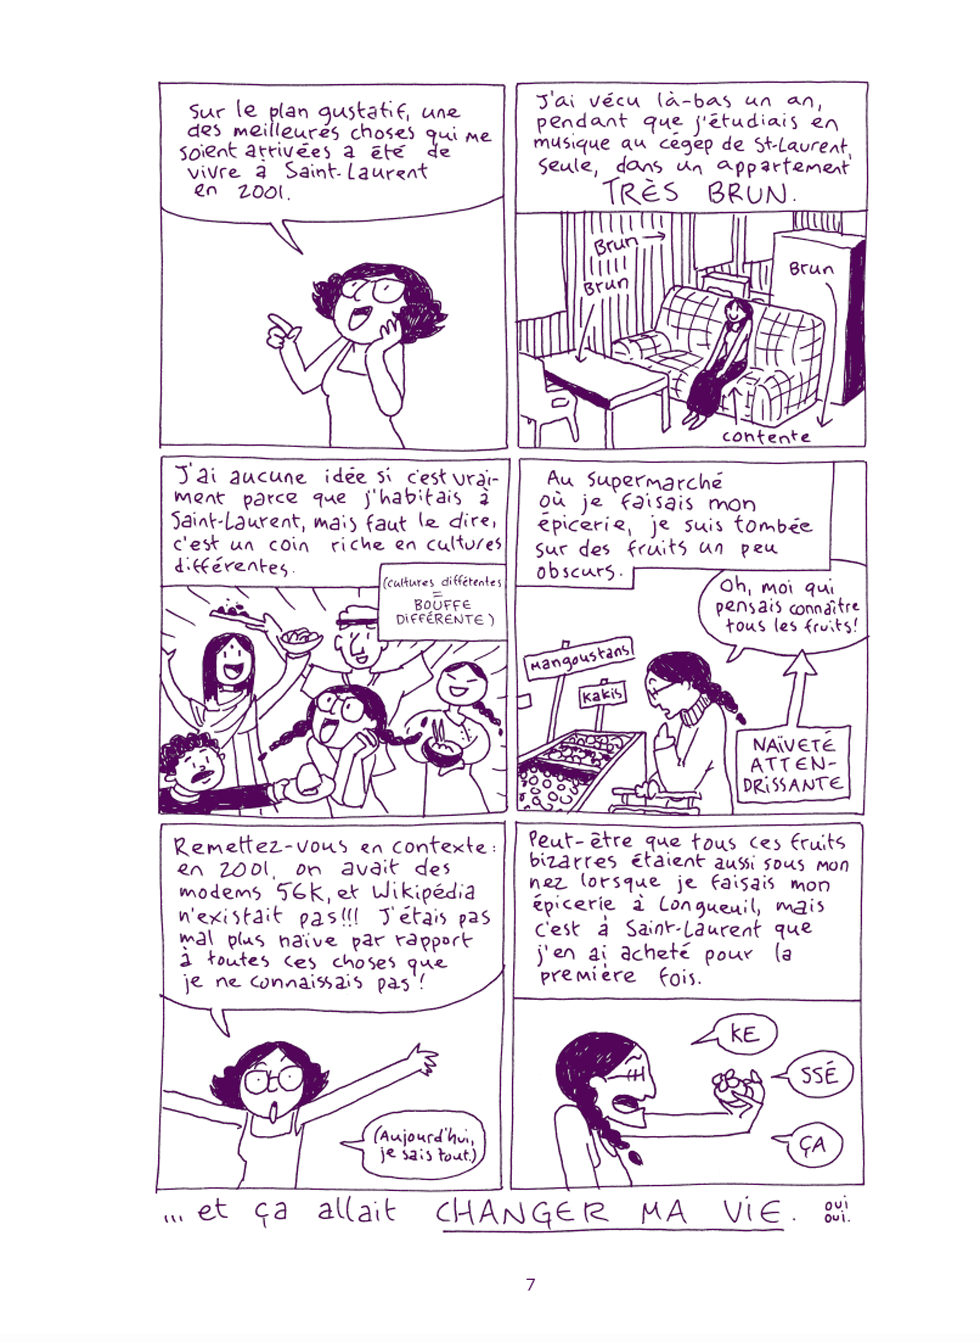 Sur le plan gustatif, une
des meilleures choses qui me
soient arrivées a été de
vivre à Saint-Laurent
en 2001.
J'ai vécu là-bas un an,
pendant que j'étudiais en
musique au cégep de St-Laurent,
seule, dans un appartement
TRÈS BRUN.
Brun
Brun
Brun
contente
J'ai aucune idée si c'est vrai-
ment parce que j'habitais à
Saint-Laurent, mais faut le dire,
c'est un coin riche en cultures
différentes.
(cultures différentes
=
BOUFFE
DIFFÉRENTE)
Au supermarché
où je faisais mon
épicerie, je suis tombée
sur des fruits un peu
obscurs.
Oh, moi qui
pensais connaître
tous les fruits!
Mangoustans
Kakis
NAÏVETÉ
ATTEN-
DRISSANTE
Remettez-vous en contexte:
en 2001, on avait des
modems 56K, et Wikipédia
n'existait pas!!! J'étais pas
mal plus naïve par rapport
à toutes ces choses que
je ne connaissais pas!
(Aujourd'hui,
je sais tout.)
Peut-être que tous ces fruits
bizarres étaient aussi sous mon
nez lorsque je faisais mon
épicerie à Longueuil, mais
c'est à Saint-Laurent que
j'en ai acheté pour la
première fois.
KE
SSÉ
ÇA
... et ça allait CHANGER MA VIE. oui
oui.
7